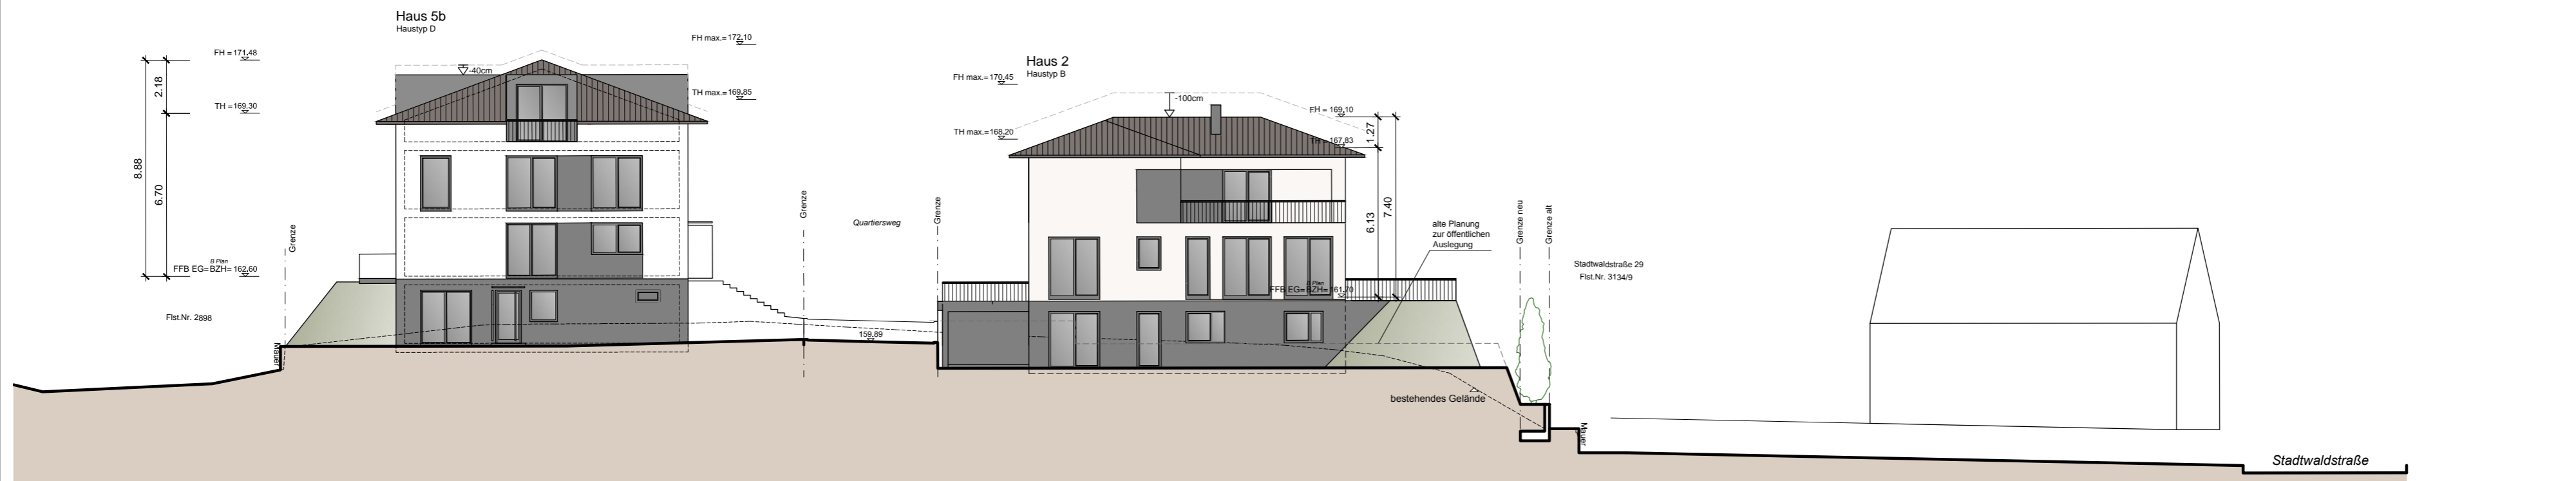 Haus 5b
Haustyp D
FH = 171.48
FH max.= 172.10
-40cm
2.18
TH = 169.30
TH max.= 169.85
8.88
6.70
B Plan
FFB EG=BZH= 162.60
Flst.Nr. 2898
Grenze
Mauer
Grenze
Quartiersweg
Grenze
159.89
Haus 2
Haustyp B
FH max.= 170.45
-100cm
FH = 169.10
TH max.= 168.20
1.27
TH = 167.83
6.13
7.40
B Plan
FFB EG=BZH= 161.70
alte Planung
zur öffentlichen
Auslegung
Grenze neu
Grenze alt
bestehendes Gelände
Mauer
Stadtwaldstraße 29
Flst.Nr. 3134/9
Stadtwaldstraße